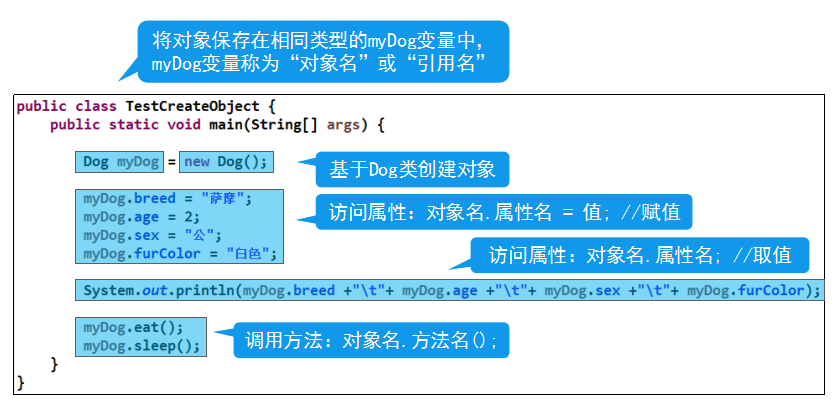 将对象保存在相同类型的myDog变量中，
myDog变量称为“对象名”或“引用名”
public class TestCreateObject {
public static void main(String[] args) {
Dog myDog = new Dog();
基于Dog类创建对象
myDog.breed = "萨摩";
myDog.age = 2;
myDog.sex = "公";
myDog.furColor = "白色";
访问属性：对象名.属性名 = 值; //赋值
访问属性：对象名.属性名; //取值
System.out.println(myDog.breed +"\t"+ myDog.age +"\t"+ myDog.sex +"\t"+ myDog.furColor);
myDog.eat();
myDog.sleep();
调用方法：对象名.方法名();
}
}